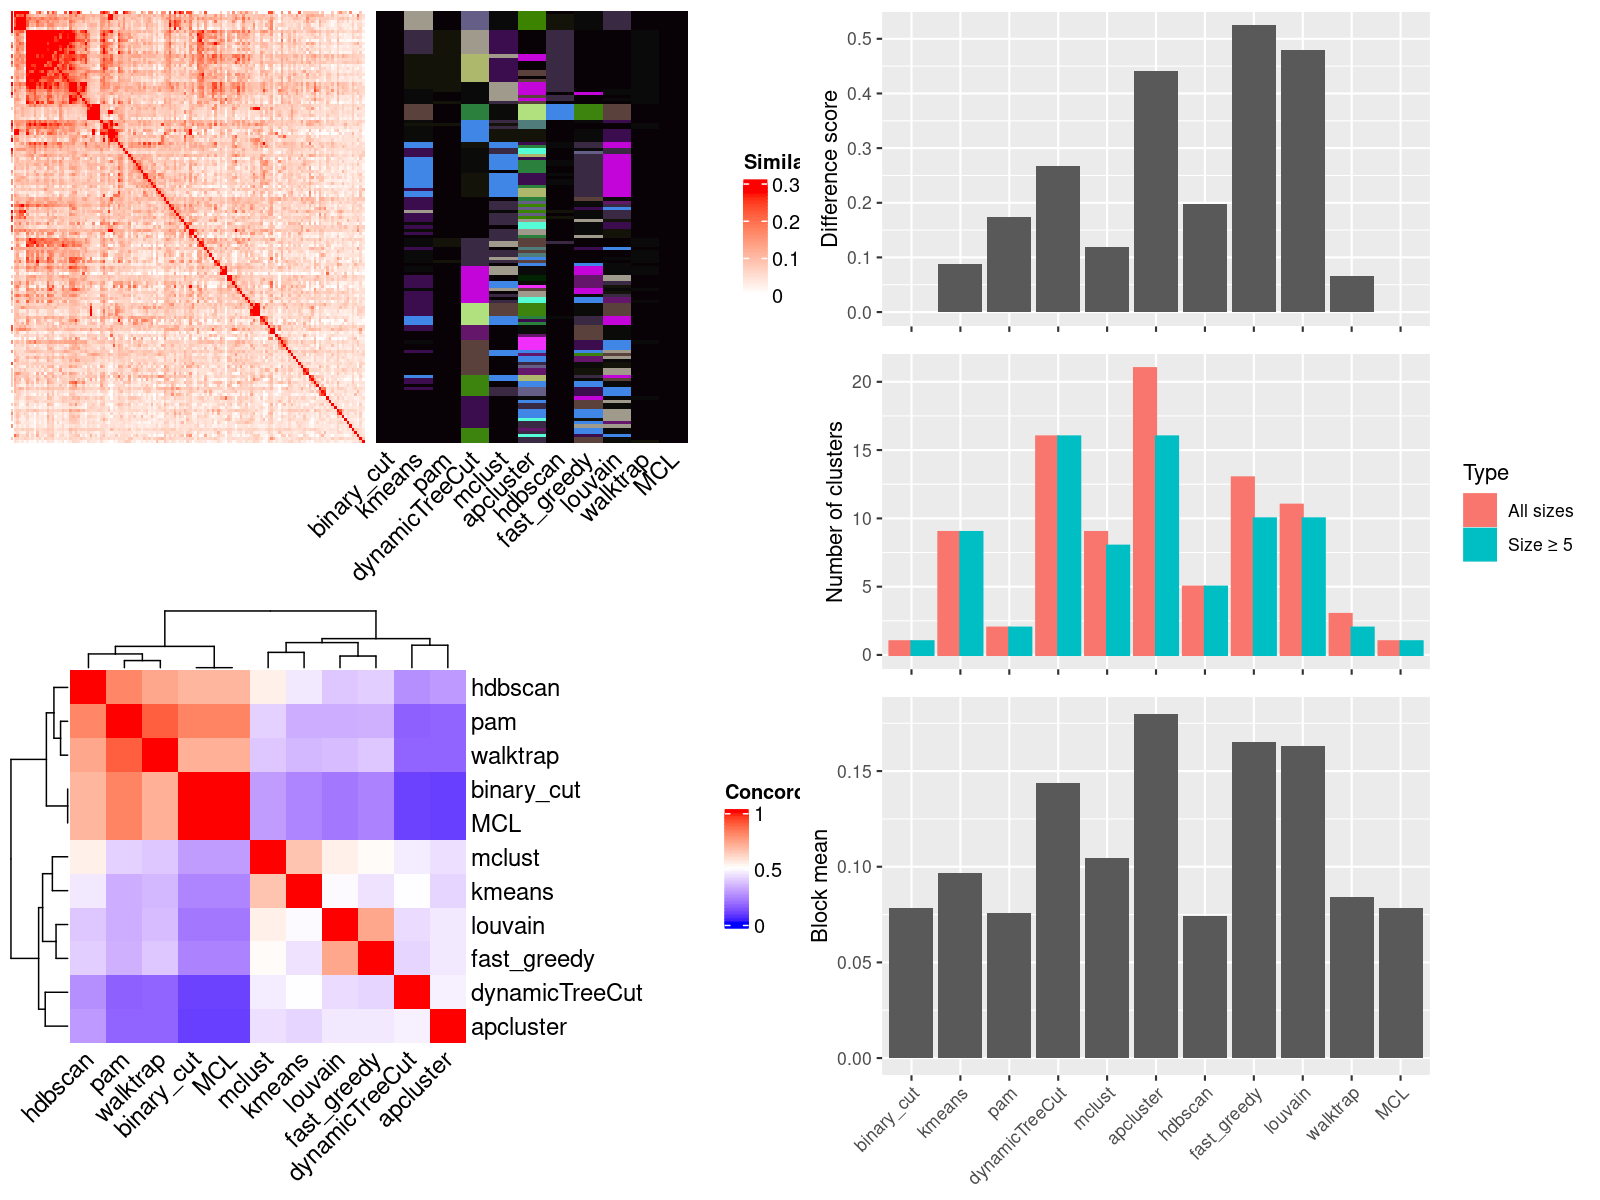 Simila
0.3
0.2
0.1
0
binary_cut
kmeans
pam
dynamicTreeCut
mclust
apcluster
hdbscan
fast_greedy
louvain
walktrap
MCL
hdbscan
pam
walktrap
binary_cut
MCL
mclust
kmeans
louvain
fast_greedy
dynamicTreeCut
apcluster
hdbscan
pam
walktrap
binary_cut
MCL
mclust
kmeans
louvain
fast_greedy
dynamicTreeCut
apcluster
Concord
1
0.5
0
Difference score
0.5
0.4
0.3
0.2
0.1
0.0
Number of clusters
20
15
10
5
0
Type
All sizes
Size ≥ 5
Block mean
0.15
0.10
0.05
0.00
binary_cut
kmeans
pam
dynamicTreeCut
mclust
apcluster
hdbscan
fast_greedy
louvain
walktrap
MCL